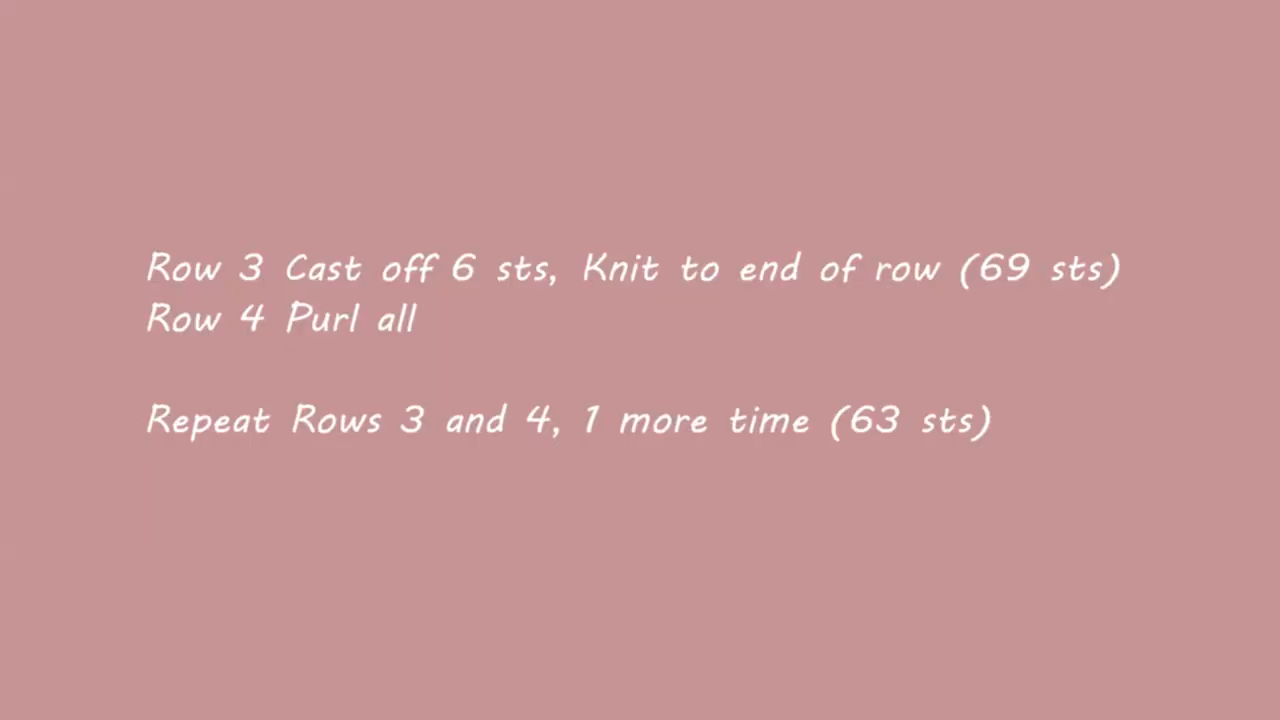 Row 3 Cast off 6 sts, Knit to end of row (69 sts)
Row 4 Purl all
Repeat Rows 3 and 4, 1 more time (63 sts)